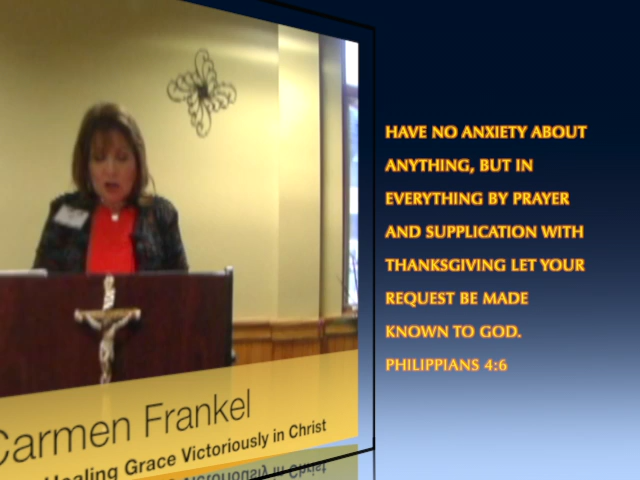 HAVE NO ANXIETY ABOUT
ANYTHING, BUT IN
EVERYTHING BY PRAYER
AND SUPPLICATION WITH
THANKSGIVING LET YOUR
REQUEST BE MADE
KNOWN TO GOD.
PHILIPPIANS 4:6
Carmen Frankel
Healing Grace Victoriously in Christ